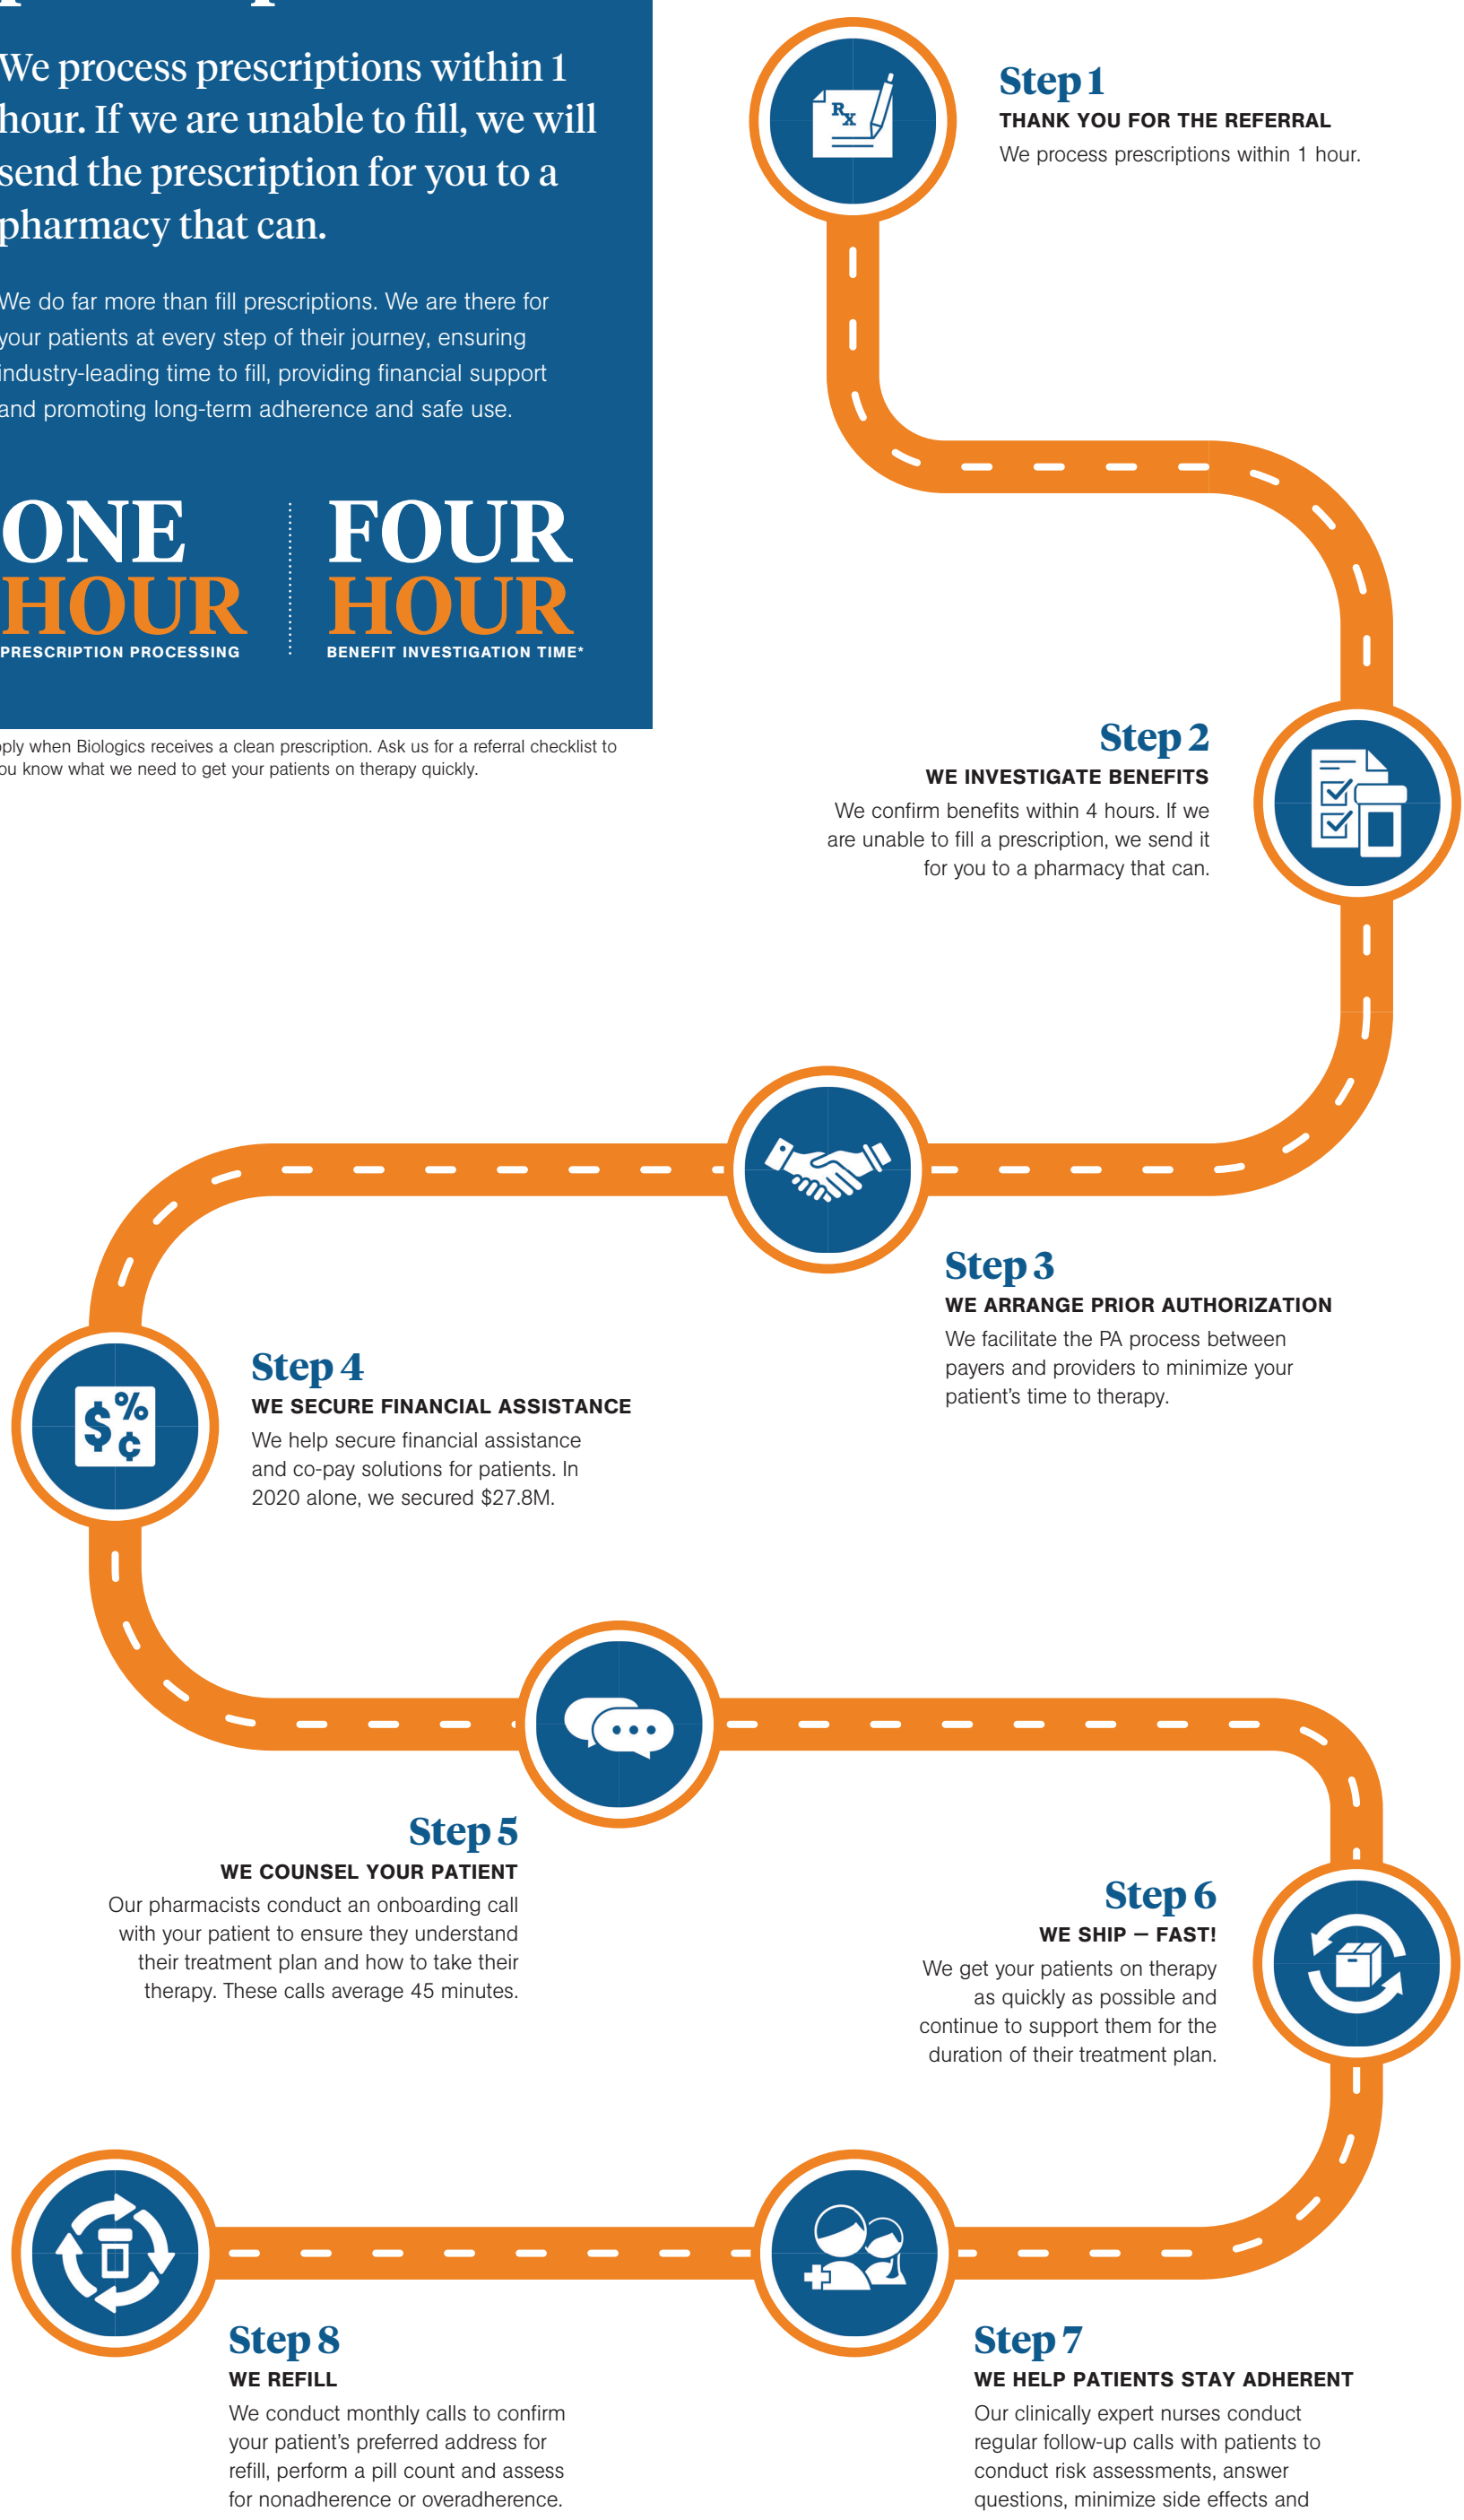 We process prescriptions within 1
hour. If we are unable to fill, we will
send the prescription for you to a
pharmacy that can.
We do far more than fill prescriptions. We are there for
your patients at every step of their journey, ensuring
industry-leading time to fill, providing financial support
and promoting long-term adherence and safe use.
ONE
HOUR
PRESCRIPTION PROCESSING
FOUR
HOUR
BENEFIT INVESTIGATION TIME*
when Biologics receives a clean prescription. Ask us for a referral checklist to
know what we need to get your patients on therapy quickly.
Step 1
THANK YOU FOR THE REFERRAL
We process prescriptions within 1 hour.
Rx
Step 2
WE INVESTIGATE BENEFITS
We confirm benefits within 4 hours. If we
are unable to fill a prescription, we send it
for you to a pharmacy that can.
Step 3
WE ARRANGE PRIOR AUTHORIZATION
We facilitate the PA process between
payers and providers to minimize your
patient's time to therapy.
$%¢
Step 4
WE SECURE FINANCIAL ASSISTANCE
We help secure financial assistance
and co-pay solutions for patients. In
2020 alone, we secured $27.8M.
Step 5
WE COUNSEL YOUR PATIENT
Our pharmacists conduct an onboarding call
with your patient to ensure they understand
their treatment plan and how to take their
therapy. These calls average 45 minutes.
Step 6
WE SHIP – FAST!
We get your patients on therapy
as quickly as possible and
continue to support them for the
duration of their treatment plan.
Step 7
WE HELP PATIENTS STAY ADHERENT
Our clinically expert nurses conduct
regular follow-up calls with patients to
conduct risk assessments, answer
questions, minimize side effects and
Step 8
WE REFILL
We conduct monthly calls to confirm
your patient's preferred address for
refill, perform a pill count and assess
for nonadherence or overadherence.